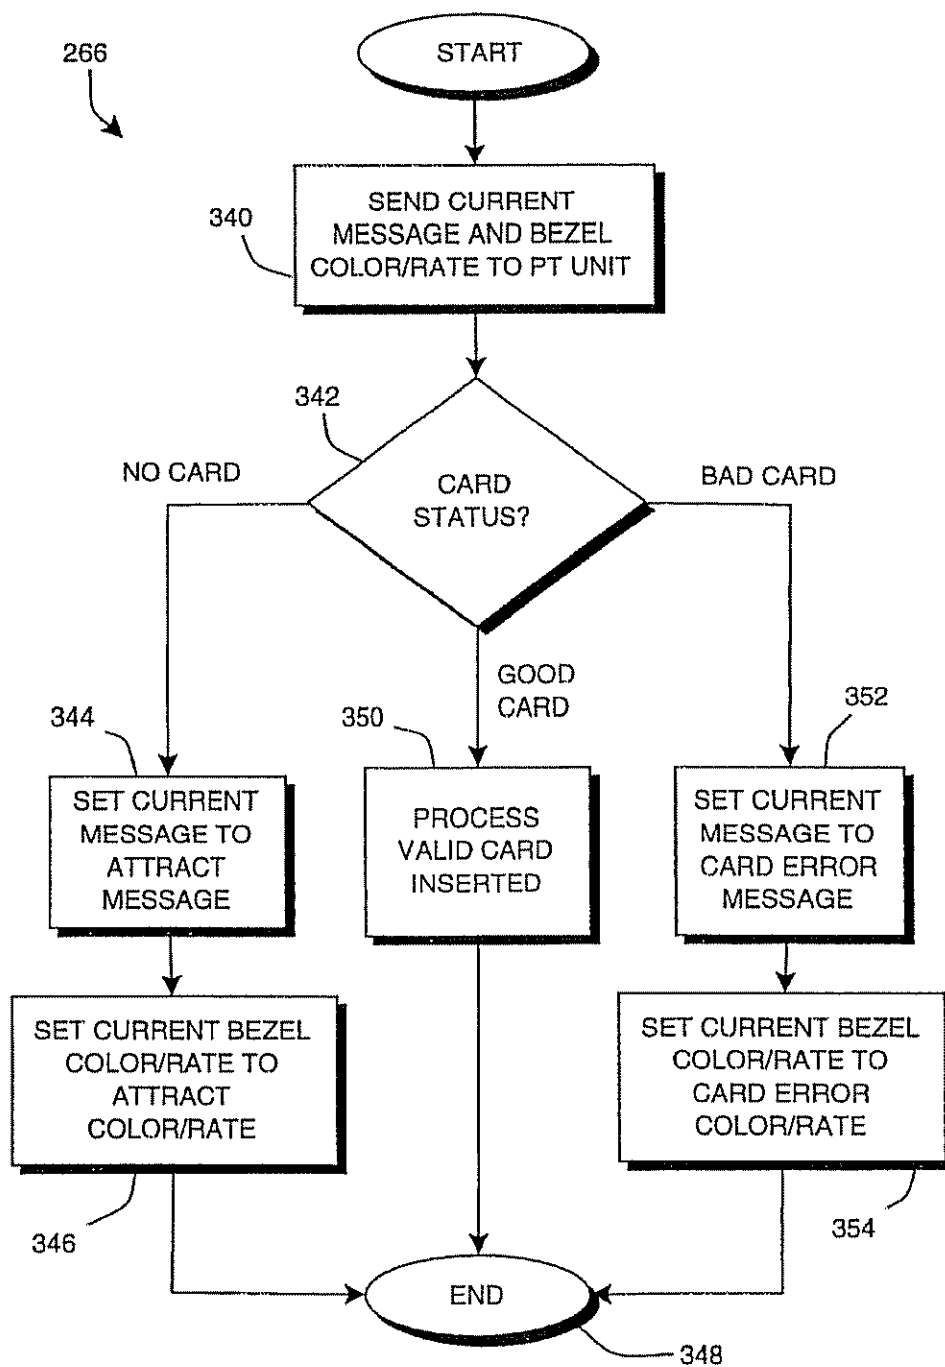 266
START
340
SEND CURRENT
MESSAGE AND BEZEL
COLOR/RATE TO PT UNIT
342
NO CARD
CARD
STATUS?
BAD CARD
GOOD
CARD
344
SET CURRENT
MESSAGE TO
ATTRACT
MESSAGE
350
PROCESS
VALID CARD
INSERTED
352
SET CURRENT
MESSAGE TO
CARD ERROR
MESSAGE
SET CURRENT BEZEL
COLOR/RATE TO
ATTRACT
COLOR/RATE
346
SET CURRENT BEZEL
COLOR/RATE TO
CARD ERROR
COLOR/RATE
354
END
348